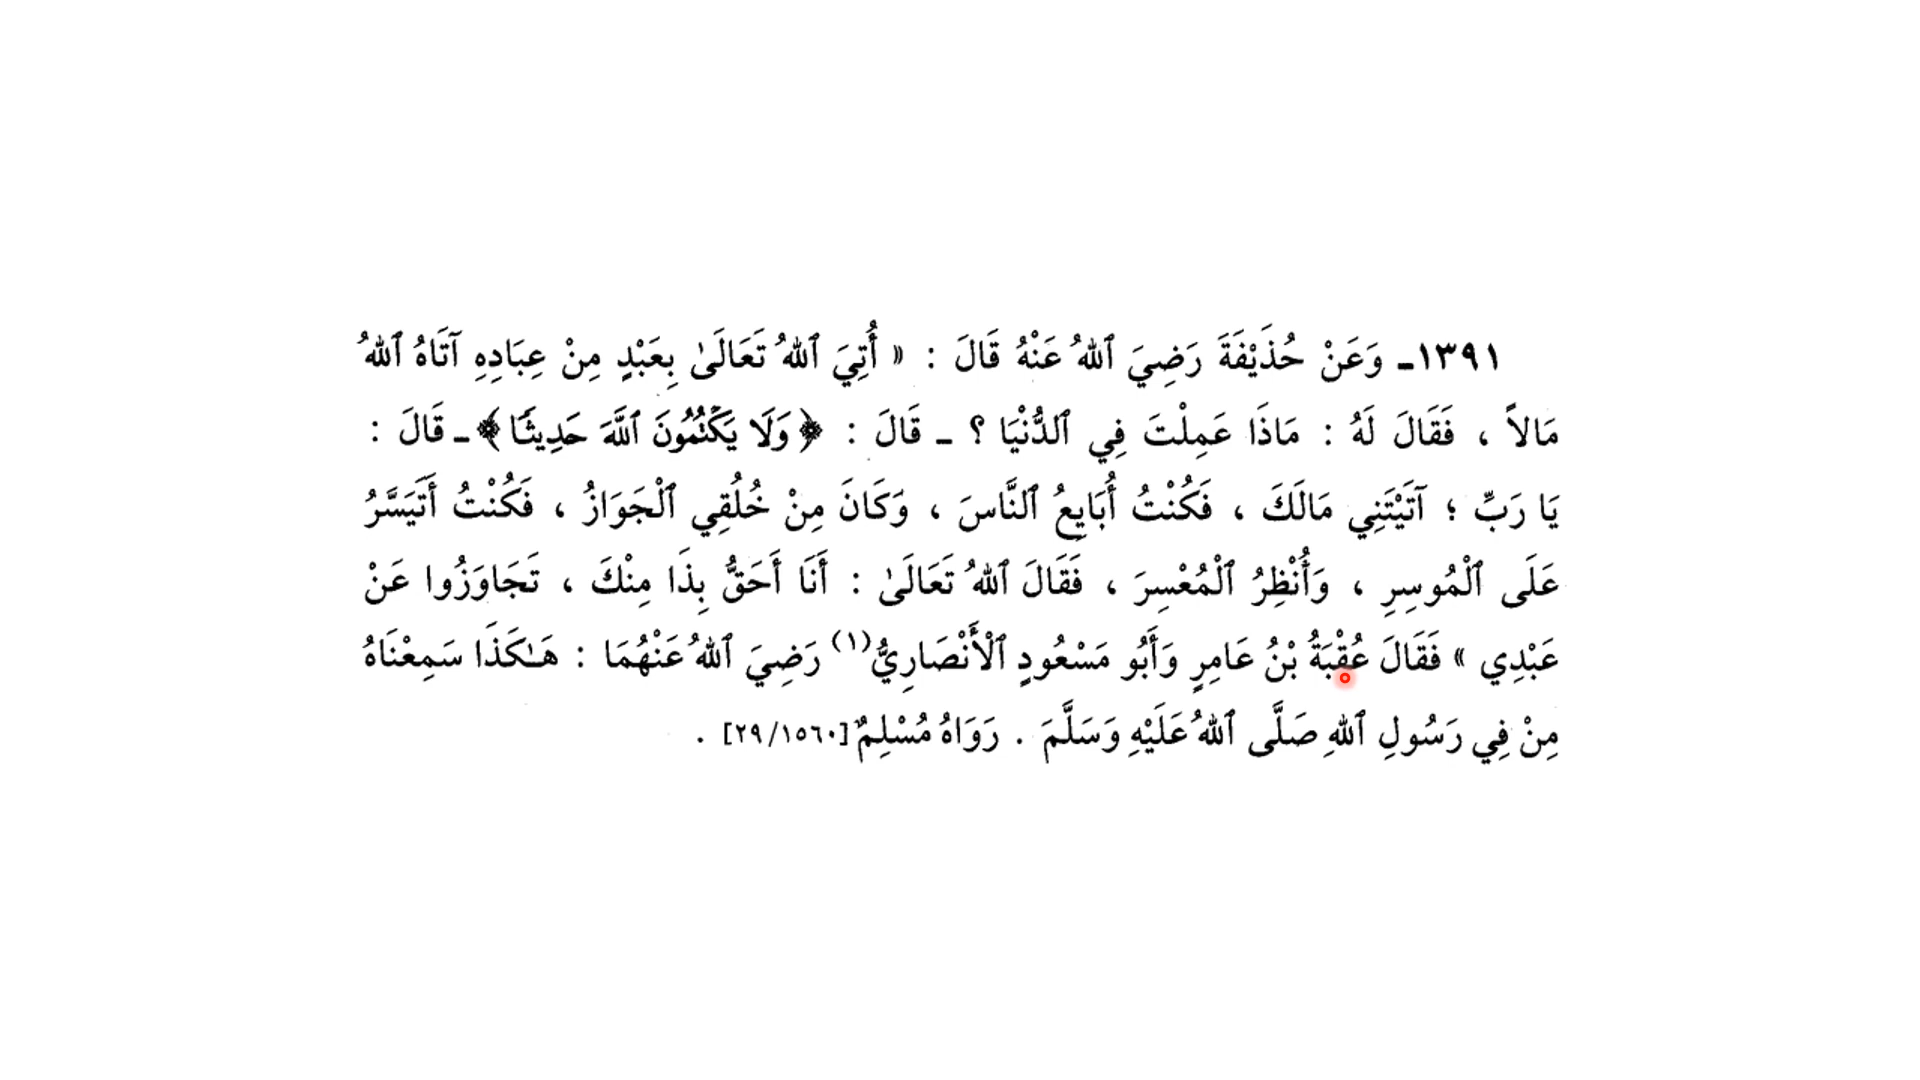 ١٣٩١ـ وَعَنْ حُذَيْفَةَ رَضِيَ ٱللهُ عَنْهُ قَالَ : « أُتِيَ ٱللهُ تَعَالَىٰ بِعَبْدٍ مِنْ عِبَادِهِ آتَاهُ ٱللهُ
مَالاً ، فَقَالَ لَهُ : مَاذَا عَمِلْتَ فِي ٱلدُّنْيَا ؟ ـ قَالَ : ﴿ وَلَا يَكْتُمُونَ ٱللَّهَ حَدِيثًا ﴾ ـ قَالَ :
يَا رَبِّ ؛ آتَيْتَنِي مَالَكَ ، فَكُنْتُ أُبَايِعُ ٱلنَّاسَ ، وَكَانَ مِنْ خُلُقِي ٱلْجَوَازُ ، فَكُنْتُ أَتَيَسَّرُ
عَلَى ٱلْمُوسِرِ ، وَأُنْظِرُ ٱلْمُعْسِرَ ، فَقَالَ ٱللهُ تَعَالَىٰ : أَنَا أَحَقُّ بِذَا مِنْكَ ، تَجَاوَزُوا عَنْ
عَبْدِي » فَقَالَ عُقْبَةُ بْنُ عَامِرٍ وَأَبُو مَسْعُودٍ ٱلْأَنْصَارِيُّ(١) رَضِيَ ٱللهُ عَنْهُمَا : هَـٰكَذَا سَمِعْنَاهُ
مِنْ فِي رَسُولِ ٱللهِ صَلَّى ٱللهُ عَلَيْهِ وَسَلَّمَ . رَوَاهُ مُسْلِمٌ [١٥٦٠/٢٩] .